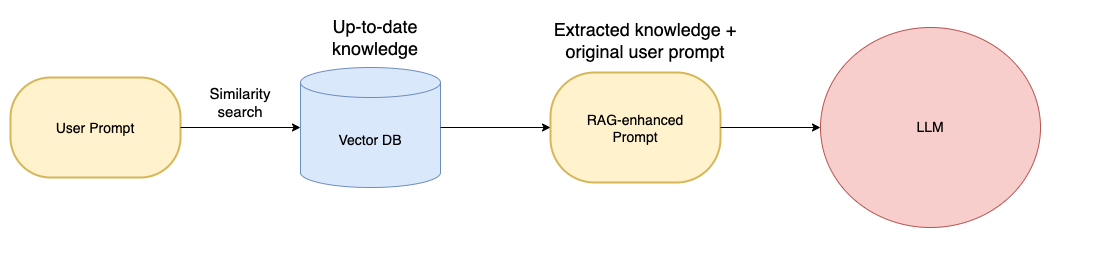 User Prompt
Similarity
search
Up-to-date
knowledge
Vector DB
Extracted knowledge +
original user prompt
RAG-enhanced
Prompt
LLM